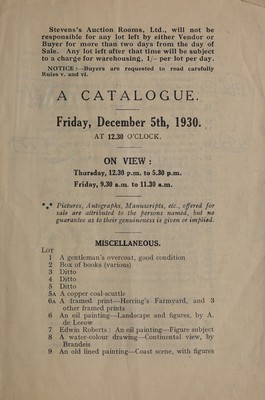 Stevens's Auction Rooms, Ltd., will not be
responsible for any lot left by either Vendor or
Buyer for more than two days from the day of
Sale. Any lot left after that time will be subject
to a charge for warehousing, 1/- per lot per day.
NOTICE:—Buyers are requested to read carefully
Rules v. and vi.
A CATALOGUE.
Friday, December 5th, 1930.
AT 12.30 O'CLOCK.
ON VIEW:
Thursday, 12.30 p.m. to 5.30 p.m.
Friday, 9.30 a.m. to 11.30 a.m.
*** Pictures, Autographs, Manuscripts, etc., offered for
sale are attributed to the persons named, but no
guarantee as to their genuineness is given or implied.
MISCELLANEOUS.
Lot
1 A gentleman's overcoat, good condition
2 Box of books (various)
3 Ditto
4 Ditto
5 Ditto
5A A copper coal-scuttle
6A A framed print—Herring's Farmyard, and 3
other framed prints
6 An oil painting—Landscape and figures, by A.
de Lorow
7 Edwin Roberts: An oil painting—Figure subject
8 A water-colour drawing—Continental view, by
Brandeis
9 An old lined painting—Coast scene, with figures